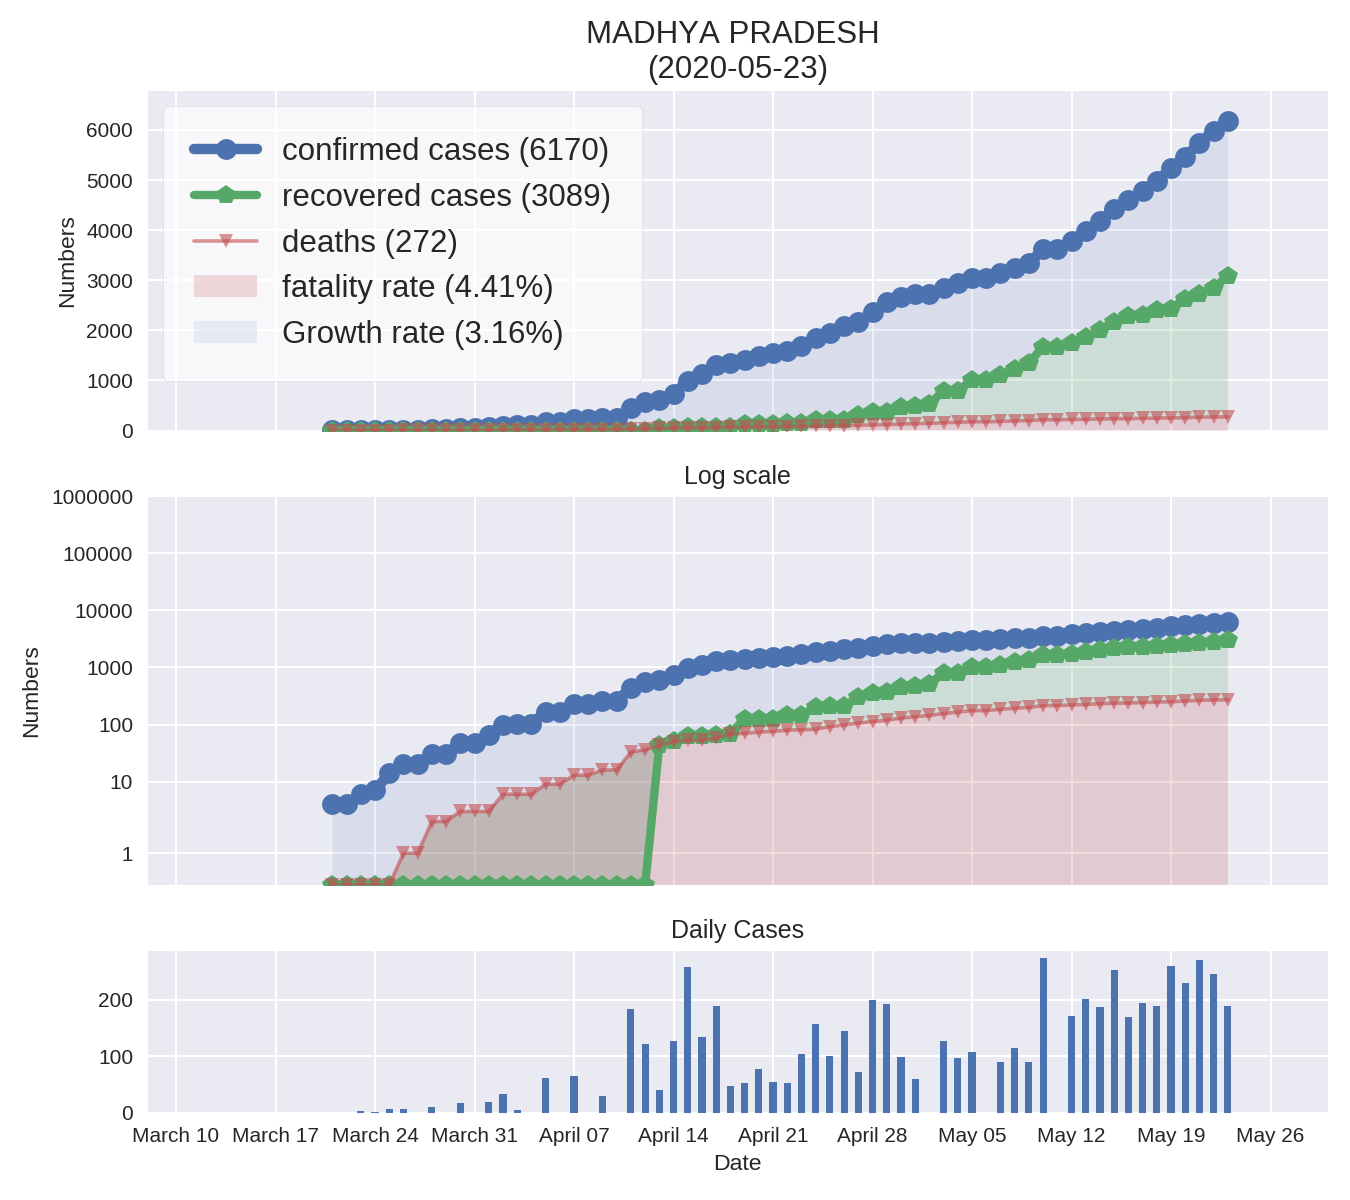 MADHYA PRADESH
(2020-05-23)
6000
5000
4000
3000
2000
1000
0
Numbers
confirmed cases (6170)
recovered cases (3089)
deaths (272)
fatality rate (4.41%)
Growth rate (3.16%)
Log scale
1000000
100000
10000
1000
100
10
1
Numbers
Daily Cases
200
100
0
March 10 March 17 March 24 March 31 April 07 April 14 April 21 April 28 May 05 May 12 May 19 May 26
Date